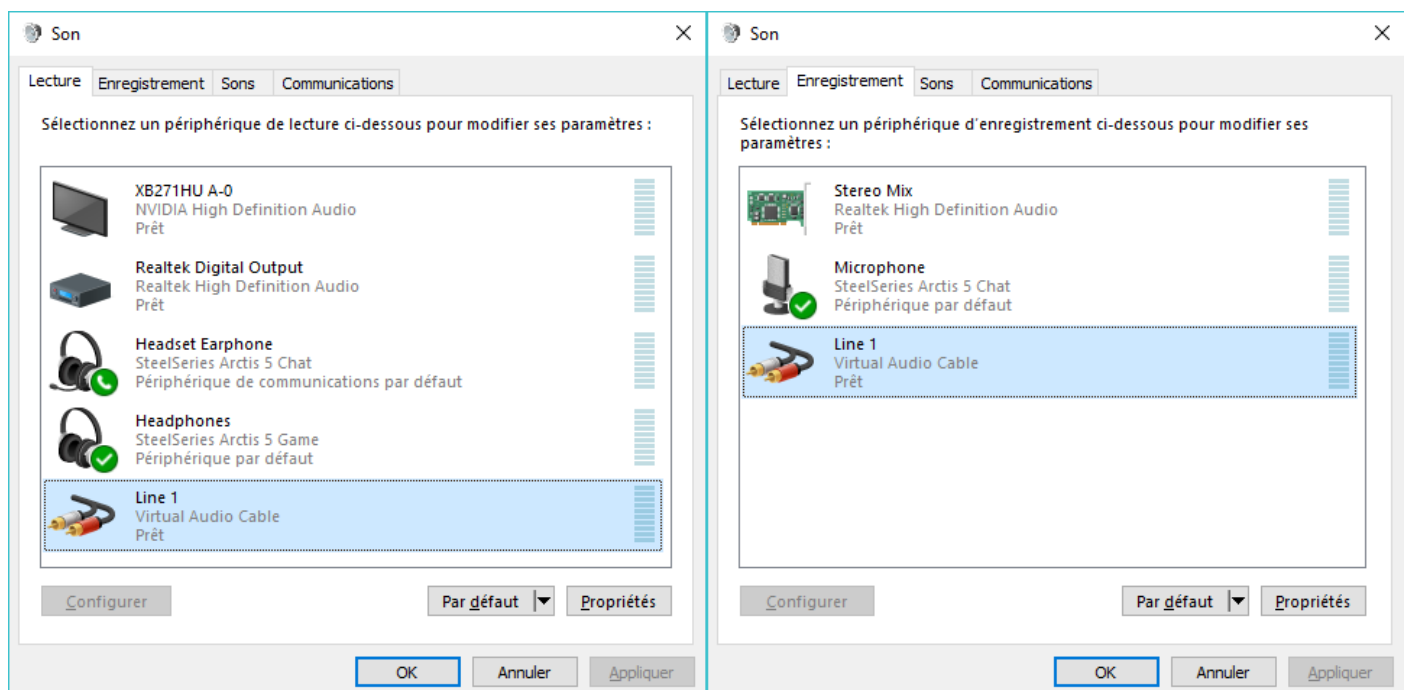 Son
Lecture Enregistrement Sons Communications
Sélectionnez un périphérique de lecture ci-dessous pour modifier ses paramètres :
XB271HU A-0
NVIDIA High Definition Audio
Prêt
Realtek Digital Output
Realtek High Definition Audio
Prêt
Headset Earphone
SteelSeries Arctis 5 Chat
Périphérique de communications par défaut
Headphones
SteelSeries Arctis 5 Game
Périphérique par défaut
Line 1
Virtual Audio Cable
Prêt
Configurer Par défaut Propriétés
OK Annuler Appliquer
Son
Lecture Enregistrement Sons Communications
Sélectionnez un périphérique d'enregistrement ci-dessous pour modifier ses
paramètres :
Stereo Mix
Realtek High Definition Audio
Prêt
Microphone
SteelSeries Arctis 5 Chat
Périphérique par défaut
Line 1
Virtual Audio Cable
Prêt
Configurer Par défaut Propriétés
OK Annuler Appliquer